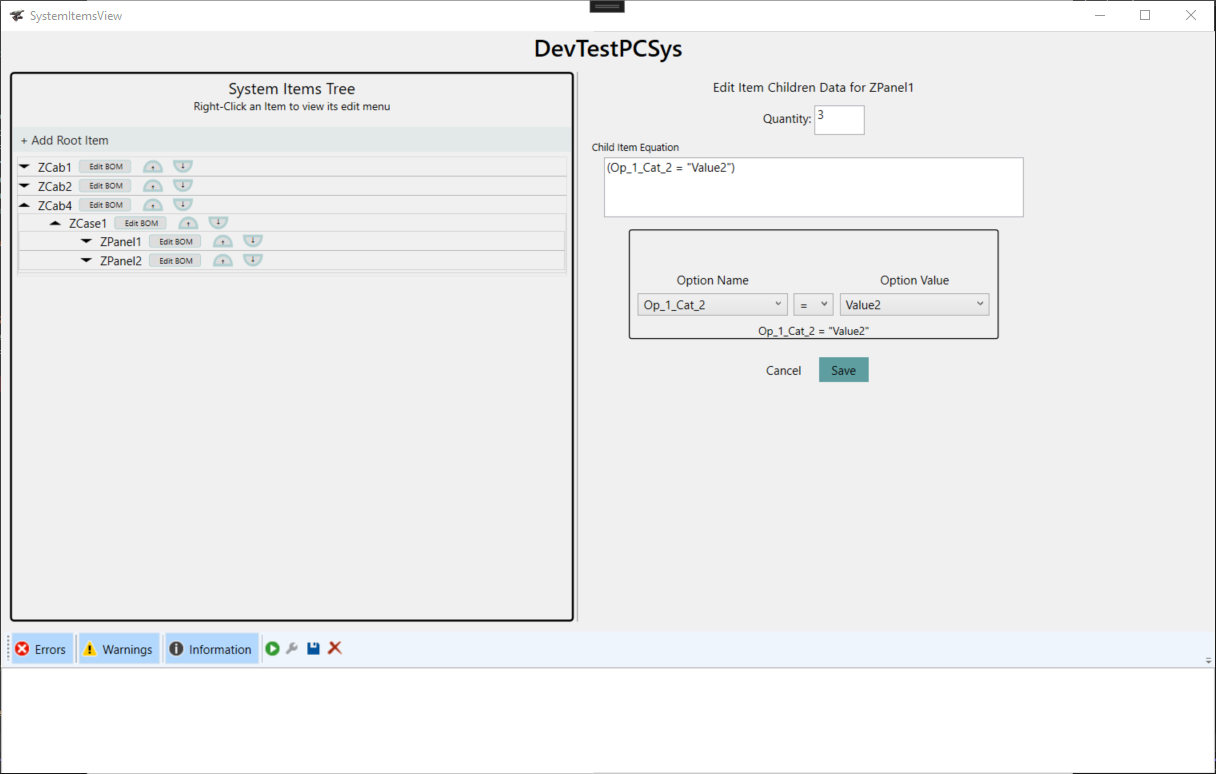 SystemItemsView
DevTestPCSys
System Items Tree
Right-Click an Item to view its edit menu
+ Add Root Item
ZCab1 Edit BOM
ZCab2 Edit BOM
ZCab4 Edit BOM
ZCase1 Edit BOM
ZPanel1 Edit BOM
ZPanel2 Edit BOM
Edit Item Children Data for ZPanel1
Quantity: 3
Child Item Equation
(Op_1_Cat_2 = "Value2")
Option Name Option Value
Op_1_Cat_2 = Value2
Op_1_Cat_2 = "Value2"
Cancel Save
Errors Warnings Information